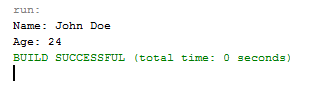 run:
Name: John Doe
Age: 24
BUILD SUCCESSFUL (total time: 0 seconds)